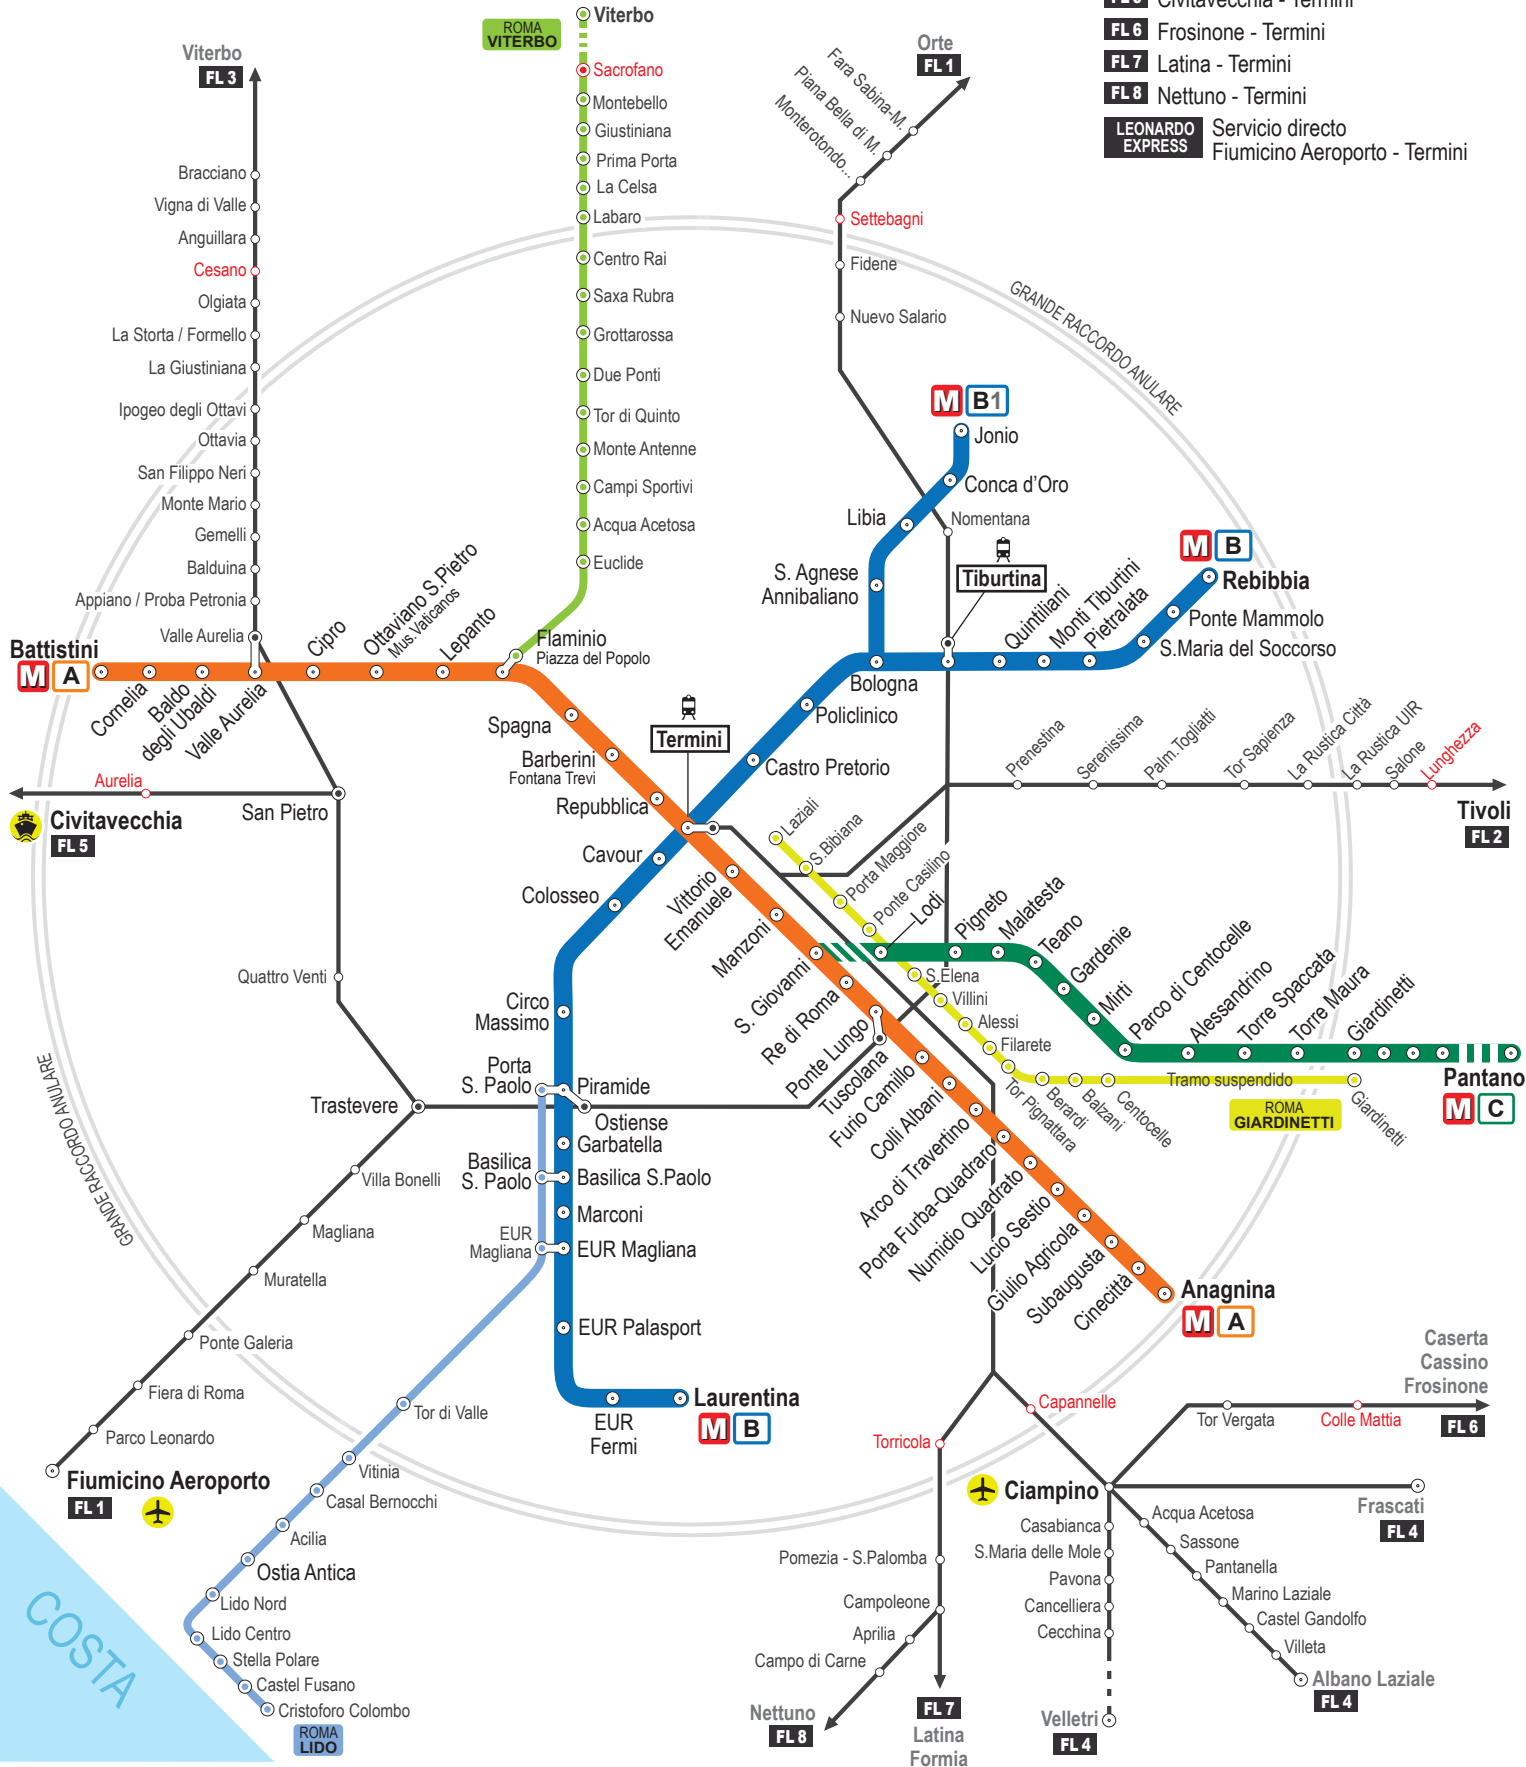 FL 5 Civitavecchia - Termini
FL 6 Frosinone - Termini
FL 7 Latina - Termini
FL 8 Nettuno - Termini
LEONARDO EXPRESS Servicio directo
Fiumicino Aeroporto - Termini
Viterbo
FL 3
Bracciano
Vigna di Valle
Anguillara
Cesano
Olgiata
La Storta / Formello
La Giustiniana
Ipogeo degli Ottavi
Ottavia
San Filippo Neri
Monte Mario
Gemelli
Balduina
Appiano / Proba Petronia
Valle Aurelia
ROMA
VITERBO
Viterbo
Sacrofano
Montebello
Giustiniana
Prima Porta
La Celsa
Labaro
Centro Rai
Saxa Rubra
Grottarossa
Due Ponti
Tor di Quinto
Monte Antenne
Campi Sportivi
Acqua Acetosa
Euclide
Flaminio
Piazza del Popolo
Orte
FL 1
Fara Sabina-M.
Piana Bella di M.
Monterotondo...
Settebagni
Fidene
Nuevo Salario
GRANDE RACCORDO ANULARE
M B1
Jonio
Conca d'Oro
Libia
Nomentana
S. Agnese
Annibaliano
Tiburtina
M B
Rebibbia
Ponte Mammolo
S.Maria del Soccorso
Pietralata
Monti Tiburtini
Quintiliani
Bologna
Policlinico
Castro Pretorio
Termini
Battistini
M A
Cornelia
Baldo
degli Ubaldi
Valle Aurelia
Cipro
Ottaviano S.Pietro
Mus.Vaticanos
Lepanto
Spagna
Barberini
Fontana Trevi
Repubblica
Cavour
Colosseo
Vittorio
Emanuele
Manzoni
S. Giovanni
Re di Roma
Ponte Lungo
Tuscolana
Furio Camillo
Colli Albani
Arco di Travertino
Porta Furba-Quadraro
Numidio Quadrato
Lucio Sestio
Giulio Agricola
Subaugusta
Cinecittà
Anagnina
M A
Aurelia
Civitavecchia
FL 5
San Pietro
Quattro Venti
Trastevere
Villa Bonelli
Magliana
Muratella
Ponte Galeria
Fiera di Roma
Parco Leonardo
Fiumicino Aeroporto
FL 1
GRANDE RACCORDO ANULARE
Prenestina
Serenissima
Palm.Togliatti
Tor Sapienza
La Rustica Città
La Rustica UIR
Salone
Lunghezza
Tivoli
FL 2
Laziali
S.Bibiana
Porta Maggiore
Ponte Casilino
Lodi
Pigneto
Malatesta
Teano
Gardenie
Mirti
Parco di Centocelle
Alessandrino
Torre Spaccata
Torre Maura
Giardinetti
Pantano
M C
S.Elena
Villini
Alessi
Filarete
Tor Pignattara
Berardi
Balzani
Centocelle
Tramo suspendido
Giardinetti
ROMA
GIARDINETTI
Circo
Massimo
Porta
S. Paolo
Piramide
Ostiense
Garbatella
Basilica
S. Paolo
Basilica S.Paolo
Marconi
EUR
Magliana
EUR Magliana
EUR Palasport
EUR
Fermi
Laurentina
M B
Tor di Valle
Vitinia
Casal Bernocchi
Acilia
Ostia Antica
Lido Nord
Lido Centro
Stella Polare
Castel Fusano
Cristoforo Colombo
ROMA
LIDO
COSTA
Torricola
Capannelle
Ciampino
Caserta
Cassino
Frosinone
FL 6
Tor Vergata
Colle Mattia
Frascati
FL 4
Acqua Acetosa
Sassone
Pantanella
Marino Laziale
Castel Gandolfo
Villeta
Albano Laziale
FL 4
Casabianca
S.Maria delle Mole
Pavona
Cancelliera
Cecchina
Velletri
FL 4
Pomezia - S.Palomba
Campoleone
Aprilia
Campo di Carne
Nettuno
FL 8
FL 7
Latina
Formia